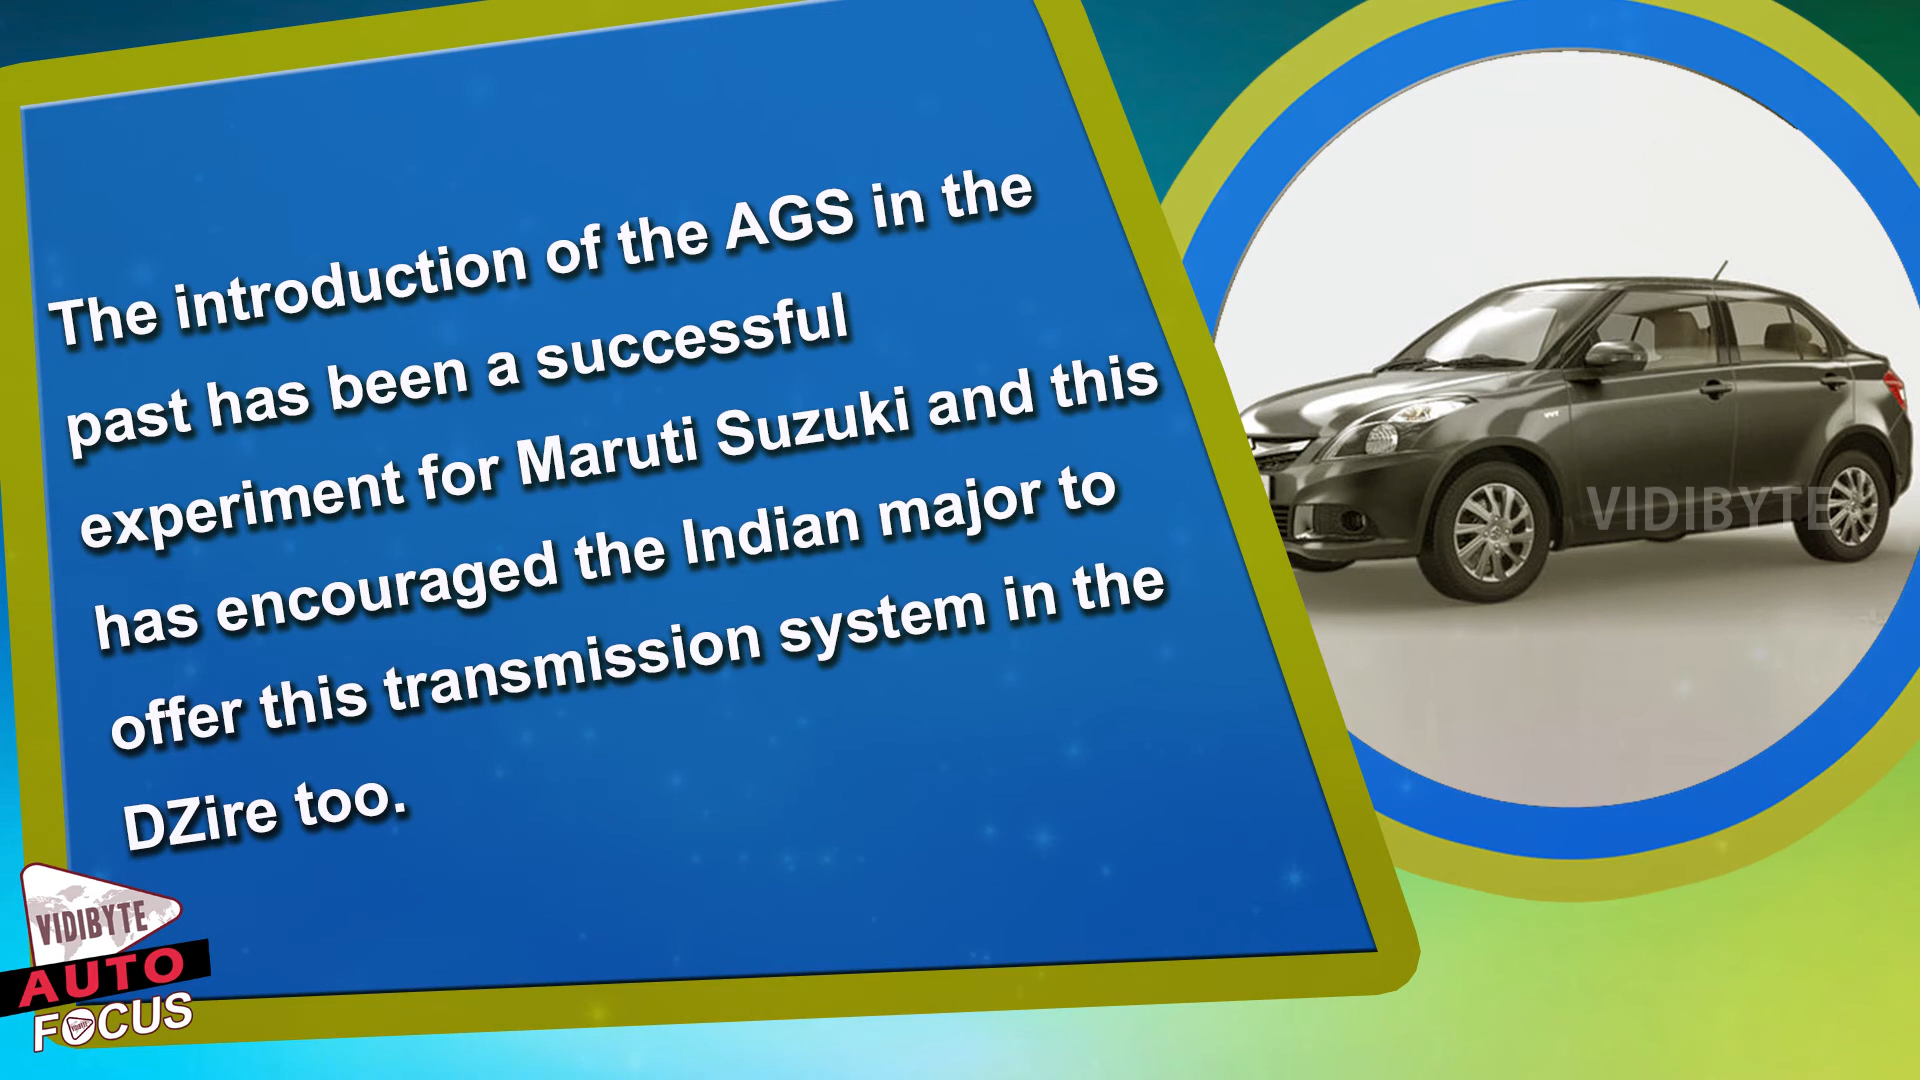 The introduction of the AGS in the
past has been a successful
experiment for Maruti Suzuki and this
has encouraged the Indian major to
offer this transmission system in the
DZire too.
VIDIBYTE
VIDIBYTE
AUTO
FOCUS